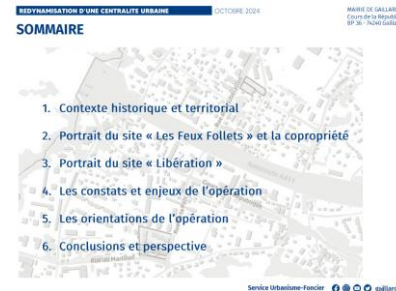 REDYNAMISATION D'UNE CENTRALITE URBAINE
OCTOBRE 2024
MAIRIE DE GAILLAR
Cours de la Républi
BP 36 - 74240 Gaill
SOMMAIRE
1. Contexte historique et territorial
2. Portrait du site « Les Feux Follets » et la copropriété
3. Portrait du site « Libération »
4. Les constats et enjeux de l'opération
5. Les orientations de l'opération
6. Conclusions et perspective
Service Urbanisme-Foncier
gaillar